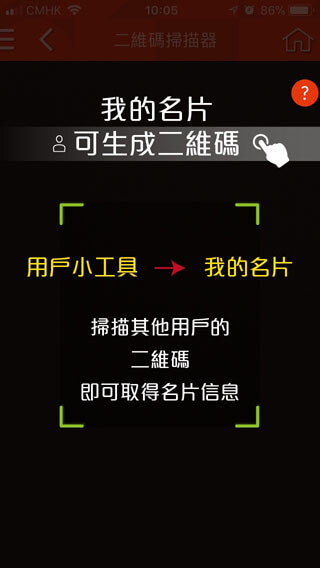 CMHK 10:05 86%
二維碼掃描器
?
我的名片
可生成二維碼
用戶小工具 → 我的名片
掃描其他用戶的
二維碼
即可取得名片信息